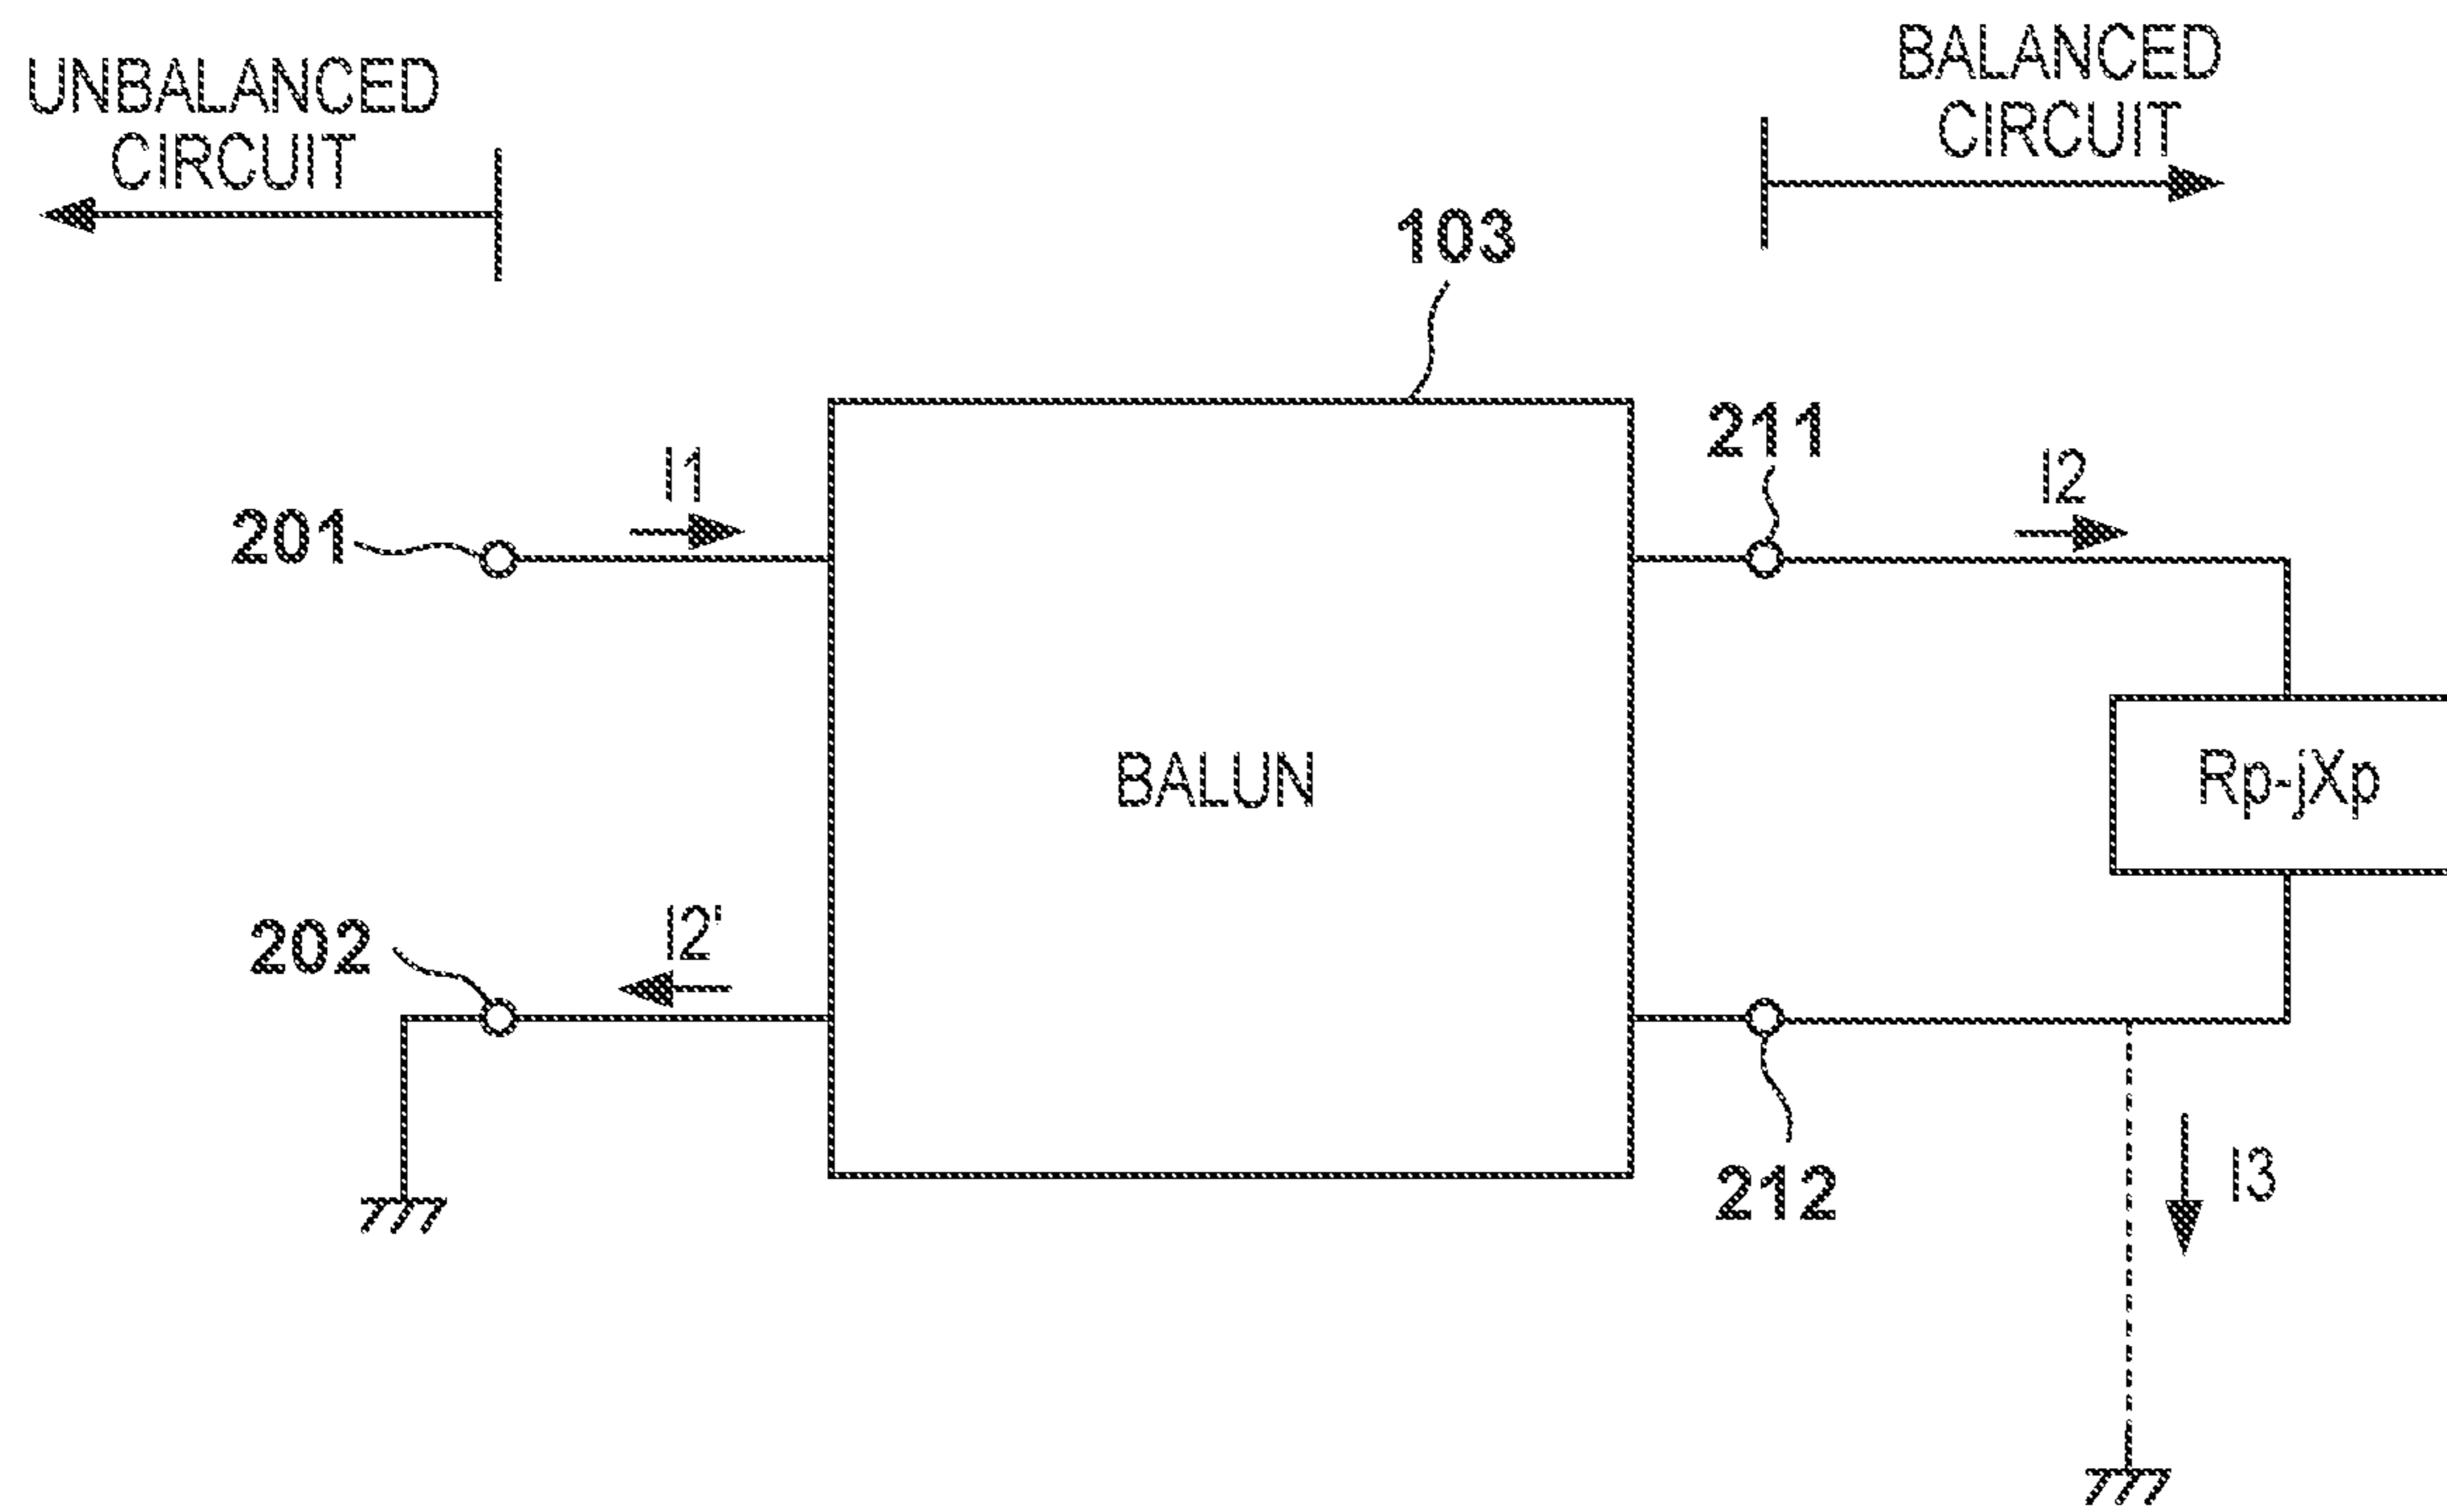 UNBALANCED
CIRCUIT
BALANCED
CIRCUIT
103
211
I1
I2
201
BALUN
Rp-jXp
202
I2'
212
I3